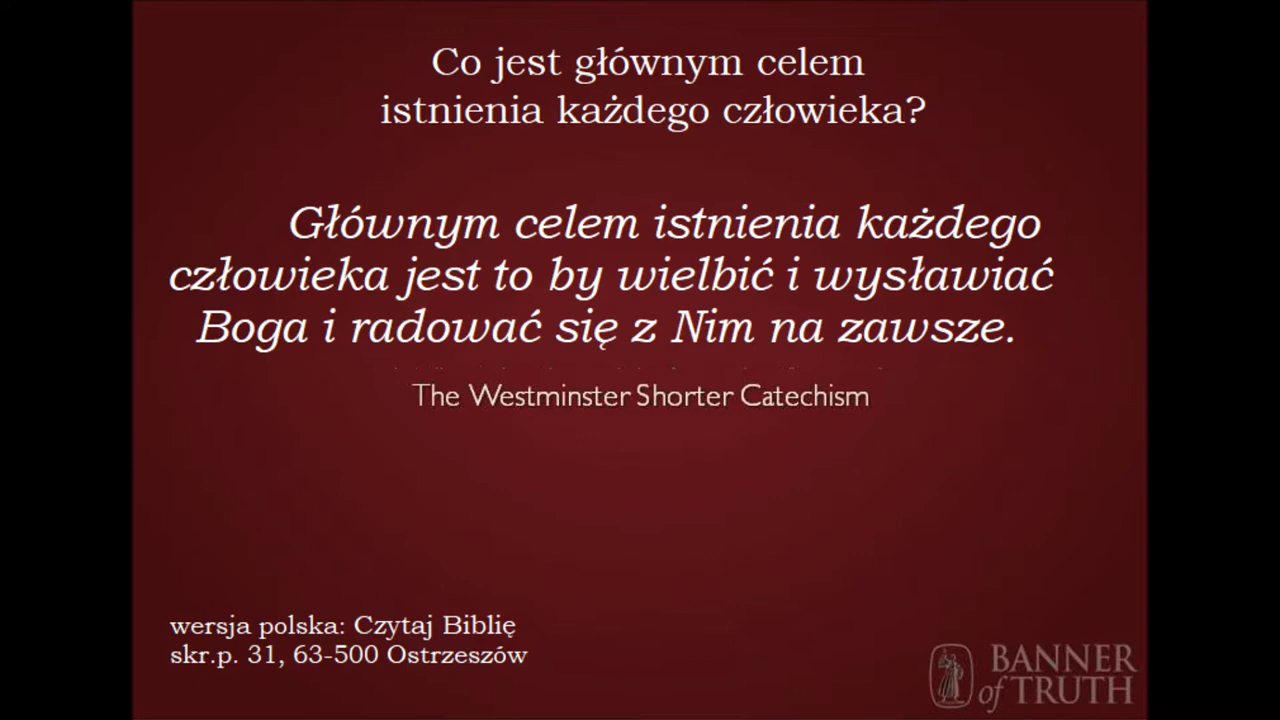 Co jest głównym celem
istnienia każdego człowieka?
Głównym celem istnienia każdego
człowieka jest to by wielbić i wysławiać
Boga i radować się z Nim na zawsze.
The Westminster Shorter Catechism
wersja polska: Czytaj Biblię
skr.p. 31, 63-500 Ostrzeszów
BANNER
of TRUTH